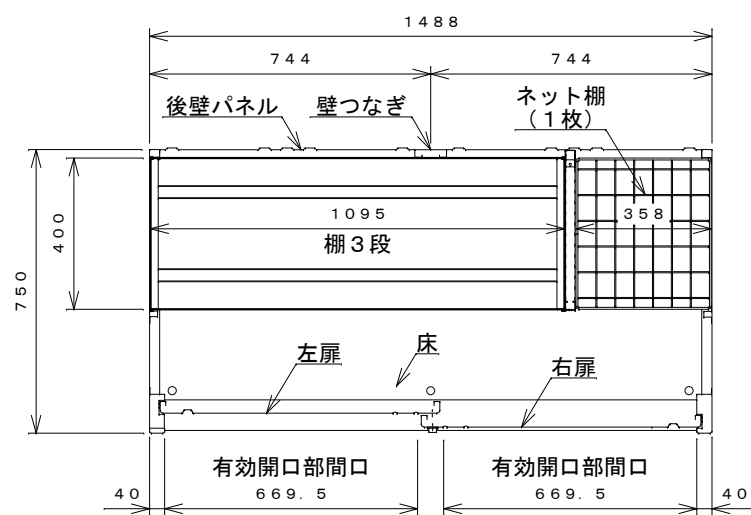 1488
744
744
後壁パネル
壁つなぎ
ネット棚
(1枚)
1095
358
棚3段
400
750
左扉
床
右扉
有効開口部間口
有効開口部間口
40
669.5
669.5
40